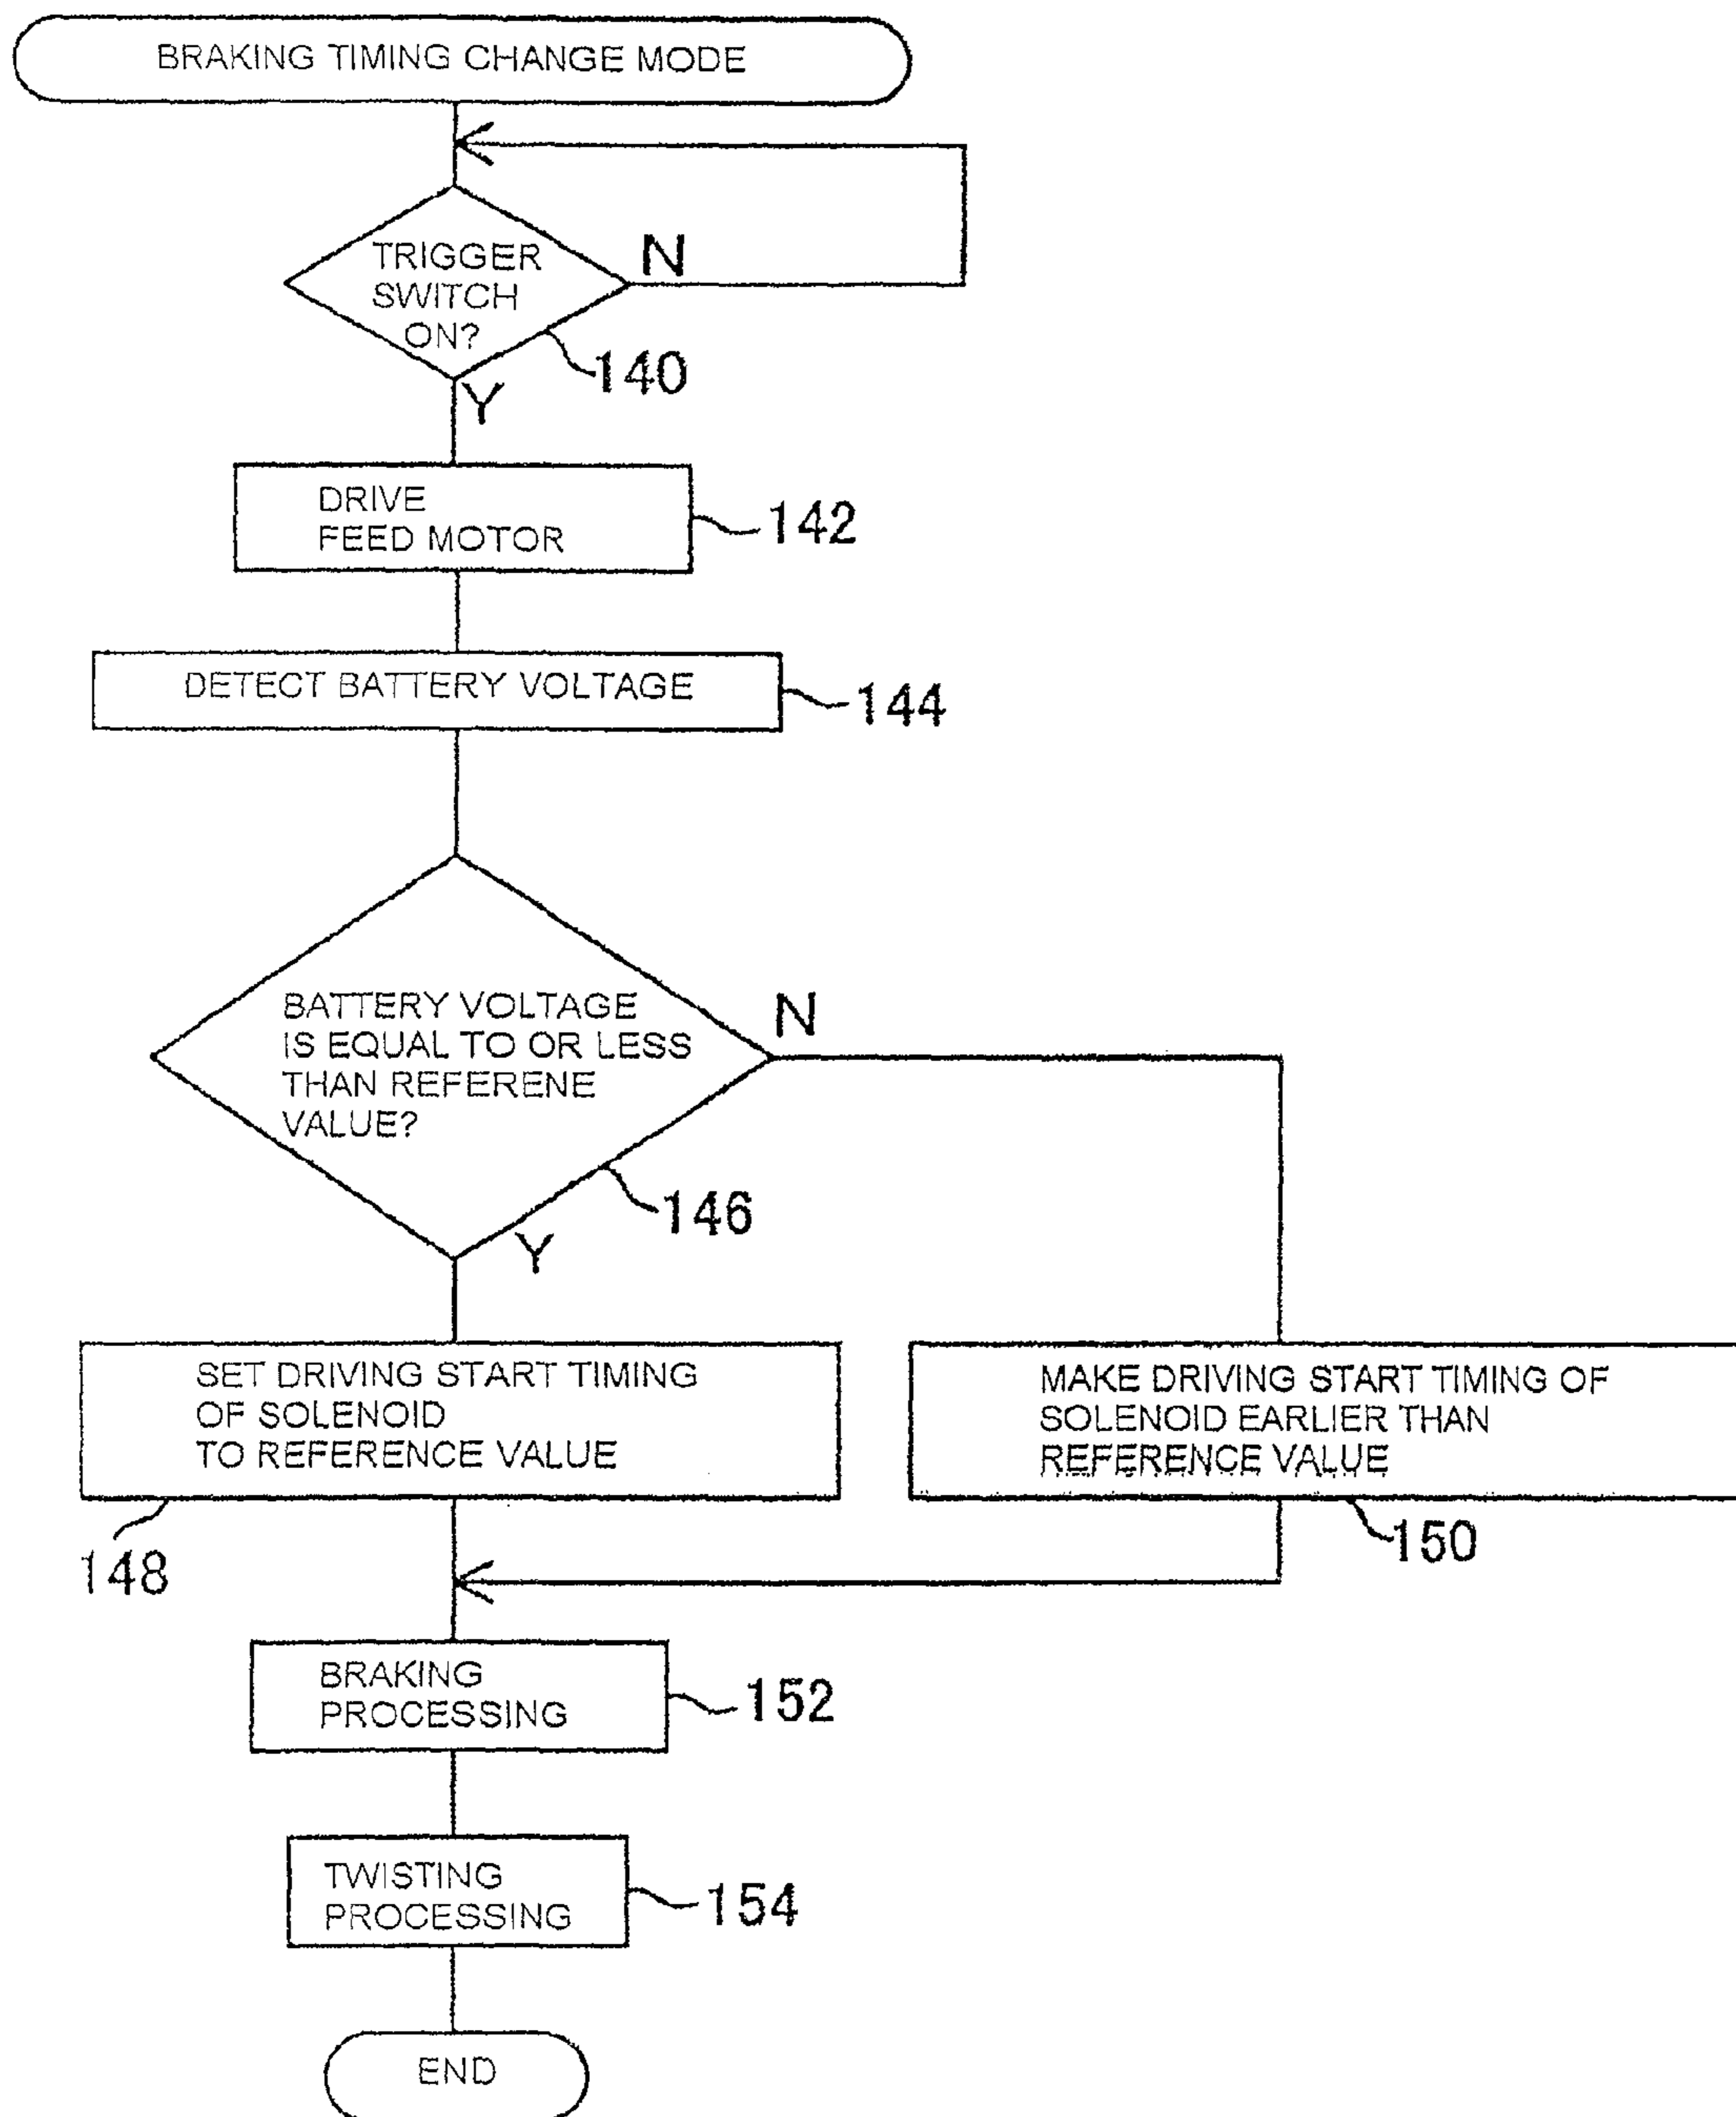 BRAKING TIMING CHANGE MODE
TRIGGER
SWITCH
ON?
N
140
Y
DRIVE
FEED MOTOR
142
DETECT BATTERY VOLTAGE
144
BATTERY VOLTAGE
IS EQUAL TO OR LESS
THAN REFERENE
VALUE?
N
146
Y
SET DRIVING START TIMING
OF SOLENOID
TO REFERENCE VALUE
148
MAKE DRIVING START TIMING OF
SOLENOID EARLIER THAN
REFERENCE VALUE
150
BRAKING
PROCESSING
152
TWISTING
PROCESSING
154
END